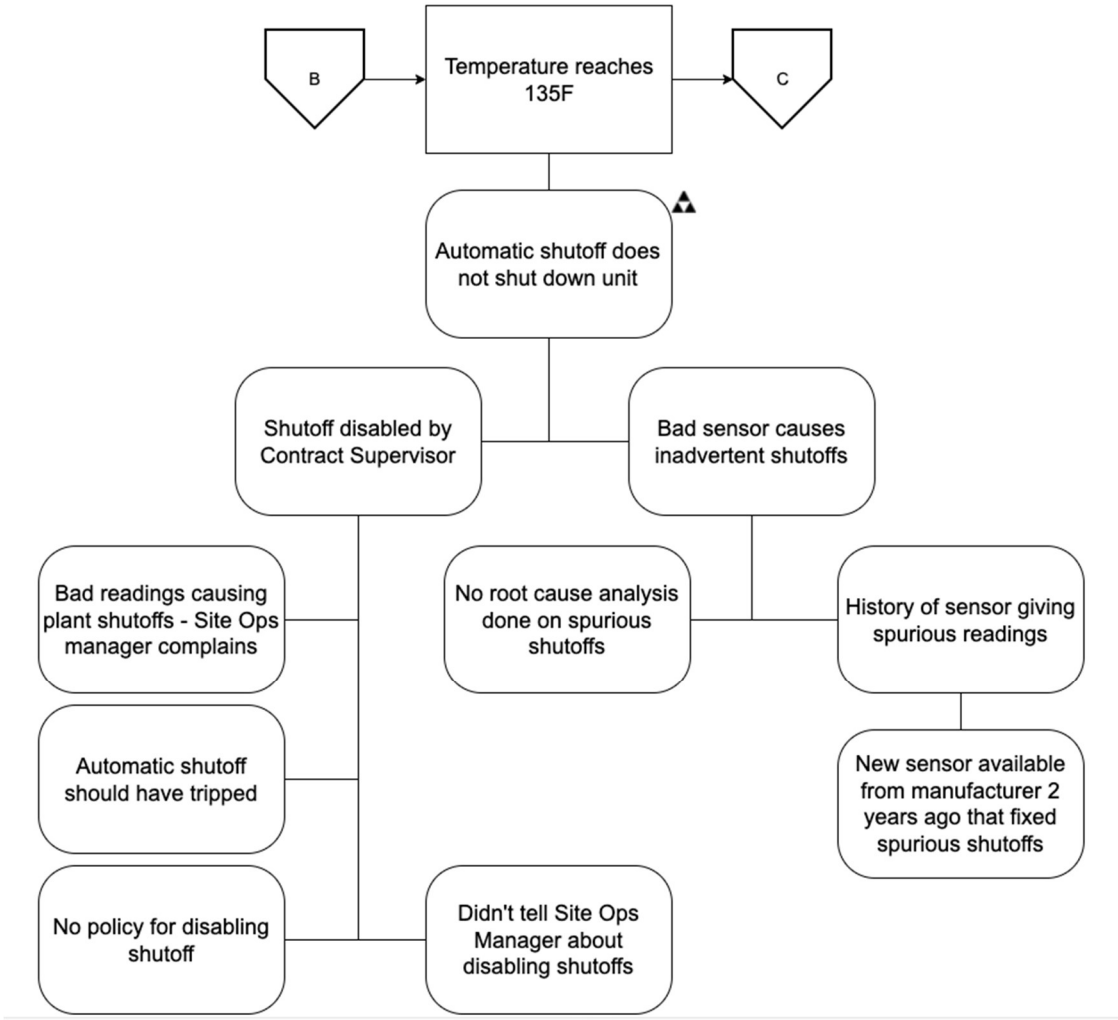 B
Temperature reaches
135F
C
Automatic shutoff does
not shut down unit
Shutoff disabled by
Contract Supervisor
Bad sensor causes
inadvertent shutoffs
Bad readings causing
plant shutoffs - Site Ops
manager complains
No root cause analysis
done on spurious
shutoffs
History of sensor giving
spurious readings
Automatic shutoff
should have tripped
New sensor available
from manufacturer 2
years ago that fixed
spurious shutoffs
No policy for disabling
shutoff
Didn't tell Site Ops
Manager about
disabling shutoffs